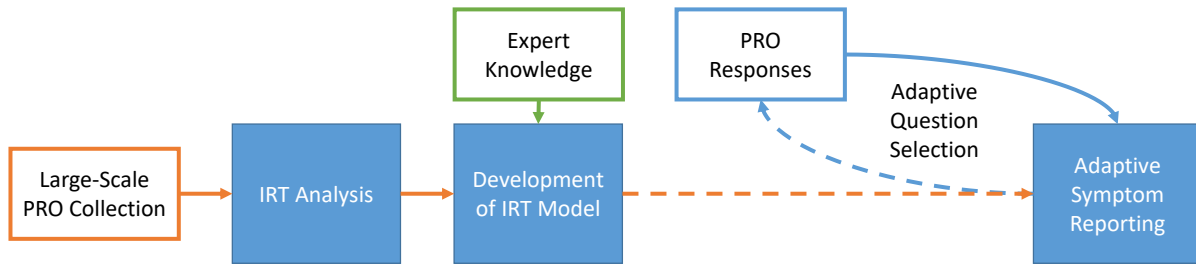 Expert
Knowledge
PRO
Responses
Adaptive
Question
Selection
Large-Scale
PRO Collection
IRT Analysis
Development
of IRT Model
Adaptive
Symptom
Reporting